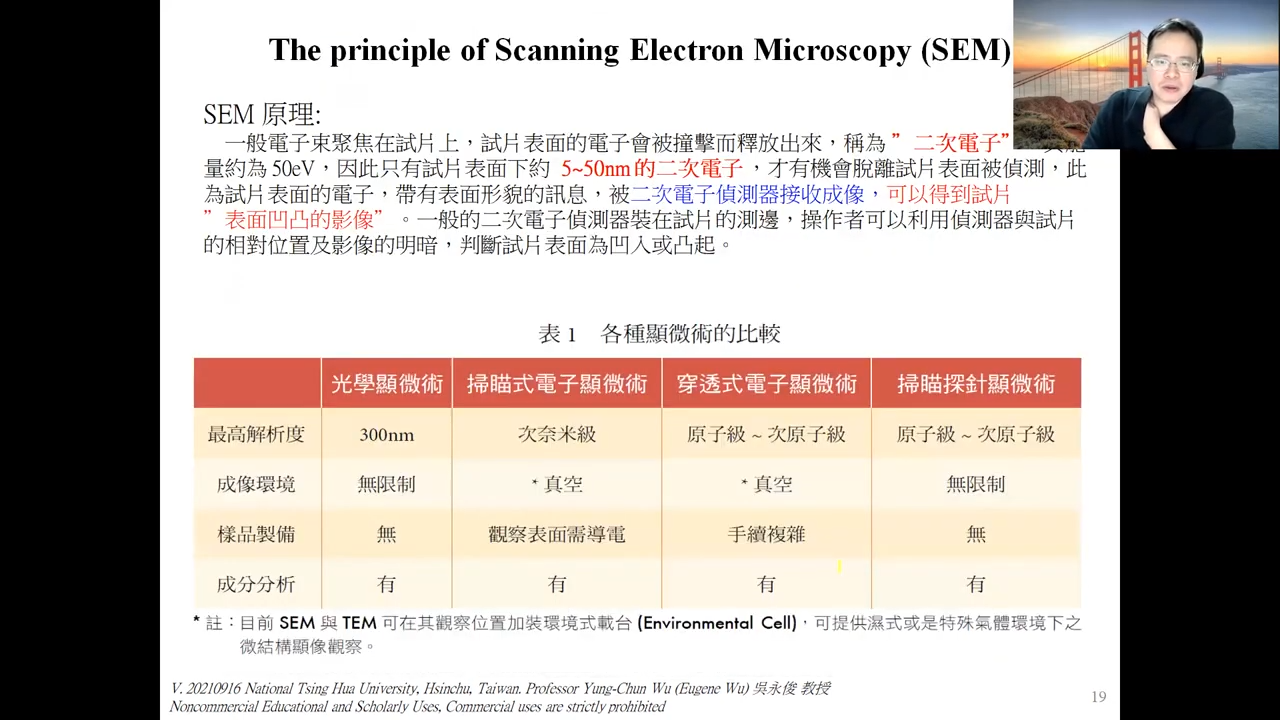 The principle of Scanning Electron Microscopy (SEM)
SEM 原理:
一般電子束聚焦在試片上，試片表面的電子會被撞擊而釋放出來，稱為 ”二次電子”
量約為 50eV，因此只有試片表面下約 5~50nm的二次電子，才有機會脫離試片表面被偵測，此
為試片表面的電子，帶有表面形貌的訊息，被二次電子偵測器接收成像，可以得到試片
”表面凹凸的影像” 。一般的二次電子偵測器裝在試片的測邊，操作者可以利用偵測器與試片
的相對位置及影像的明暗，判斷試片表面為凹入或凸起。
表 1 各種顯微術的比較
光學顯微術 掃瞄式電子顯微術 穿透式電子顯微術 掃瞄探針顯微術
最高解析度 300nm 次奈米級 原子級 ~ 次原子級 原子級 ~ 次原子級
成像環境 無限制 * 真空 * 真空 無限制
樣品製備 無 觀察表面需導電 手續複雜 無
成分分析 有 有 有 有
* 註：目前 SEM 與 TEM 可在其觀察位置加裝環境式載台 (Environmental Cell)，可提供濕式或是特殊氣體環境下之
微結構顯像觀察。
V. 20210916 National Tsing Hua University, Hsinchu, Taiwan. Professor Yung-Chun Wu (Eugene Wu) 吳永俊 教授
Noncommercial Educational and Scholarly Uses, Commercial uses are strictly prohibited
19